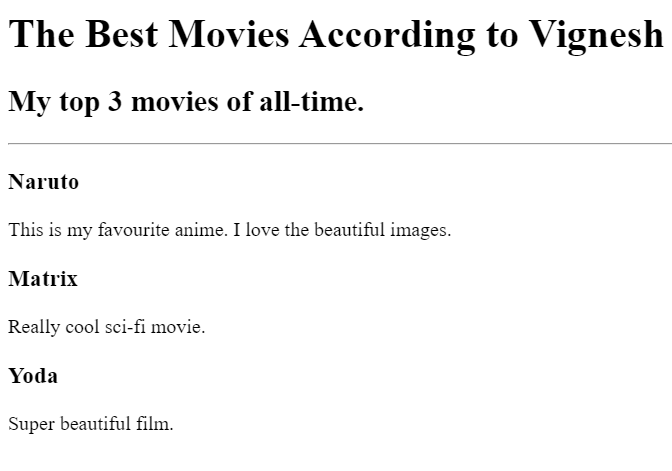 The Best Movies According to Vignesh
My top 3 movies of all-time.
Naruto
This is my favourite anime. I love the beautiful images.
Matrix
Really cool sci-fi movie.
Yoda
Super beautiful film.